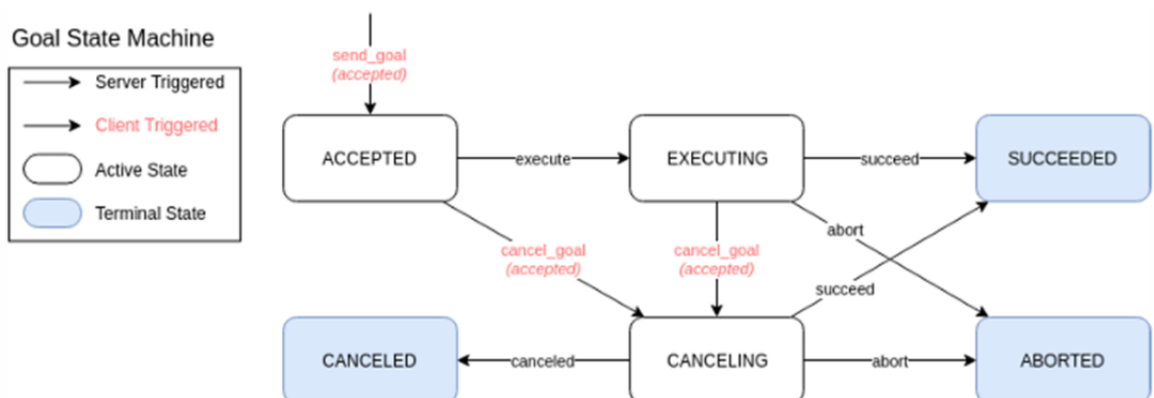 Goal State Machine
Server Triggered
Client Triggered
Active State
Terminal State
send_goal
(accepted)
ACCEPTED
execute
EXECUTING
succeed
SUCCEEDED
cancel_goal
(accepted)
cancel_goal
(accepted)
abort
succeed
CANCELED
canceled
CANCELING
abort
ABORTED